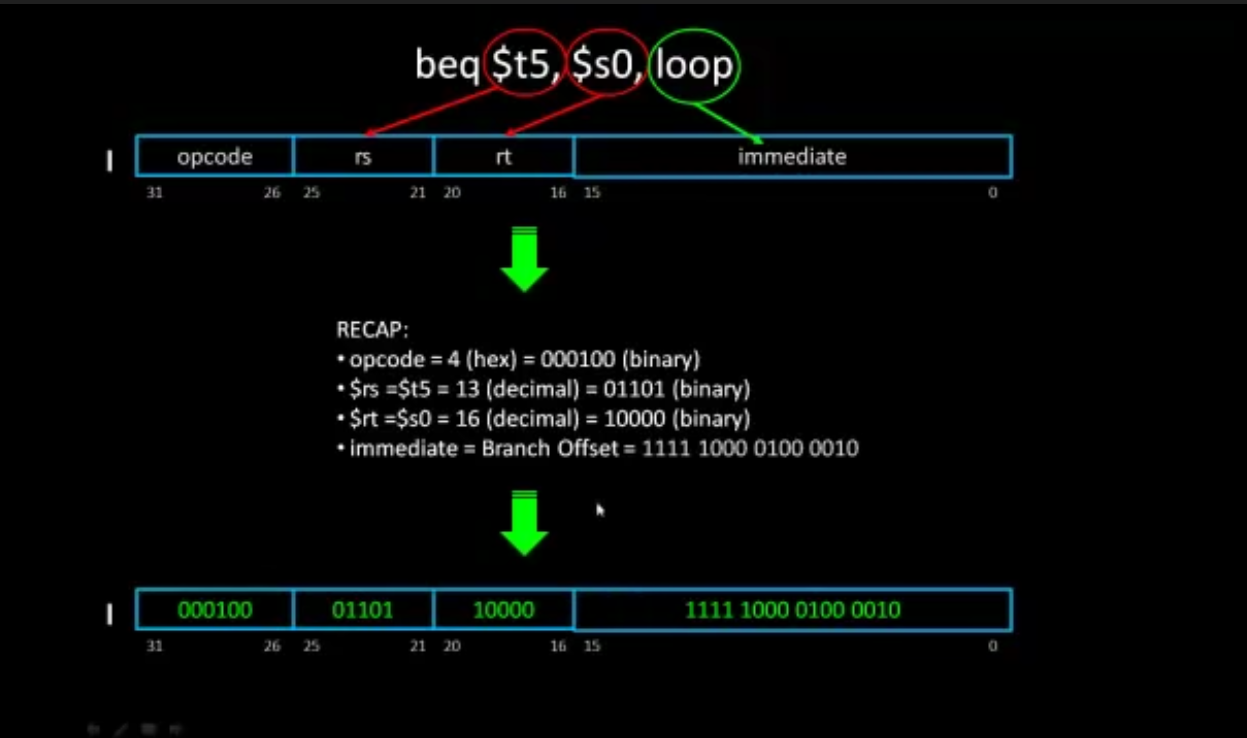 beq $t5, $s0, loop
I opcode rs rt immediate
31 26 25 21 20 16 15 0
RECAP:
• opcode = 4 (hex) = 000100 (binary)
• $rs =$t5 = 13 (decimal) = 01101 (binary)
• $rt =$s0 = 16 (decimal) = 10000 (binary)
• immediate = Branch Offset = 1111 1000 0100 0010
I 000100 01101 10000 1111 1000 0100 0010
31 26 25 21 20 16 15 0